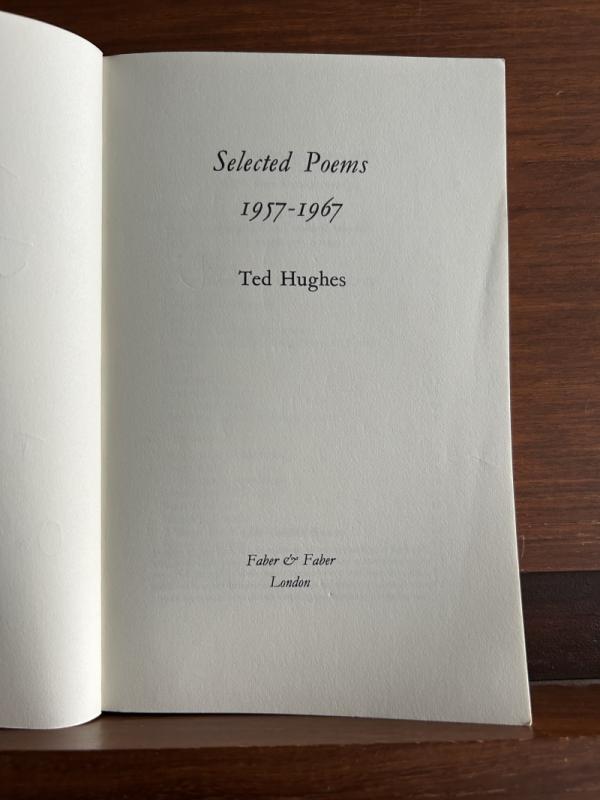 Selected Poems
1957-1967
Ted Hughes
Faber & Faber
London